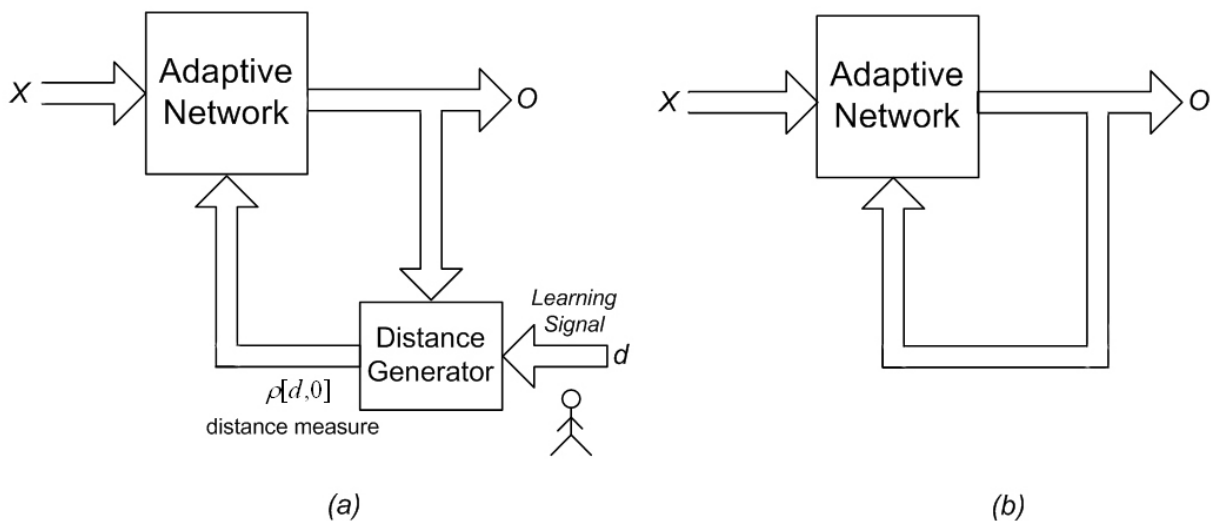 X
Adaptive
Network
O
Distance
Generator
Learning
Signal
d
ρ[d,0]
distance measure
(a)
X
Adaptive
Network
O
(b)